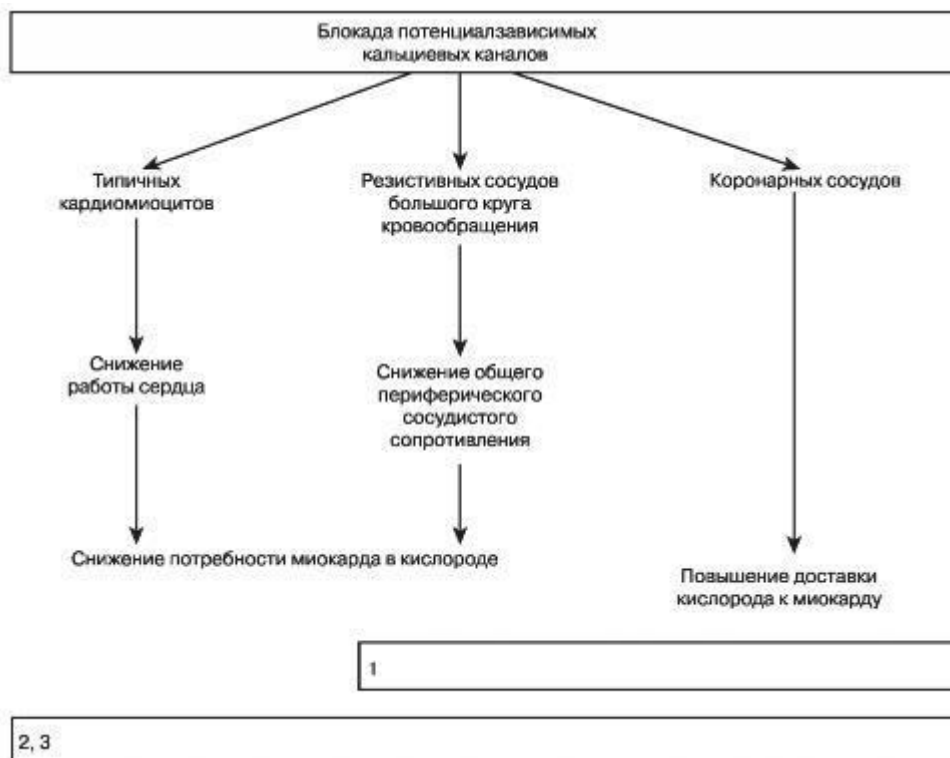 Блокада потенциалзависимых
кальциевых каналов
Типичных
кардиомиоцитов
Резистивных сосудов
большого круга
кровообращения
Коронарных сосудов
Снижение
работы сердца
Снижение общего
периферического
сосудистого
сопротивления
Снижение потребности миокарда в кислороде
Повышение доставки
кислорода к миокарду
1
2, 3